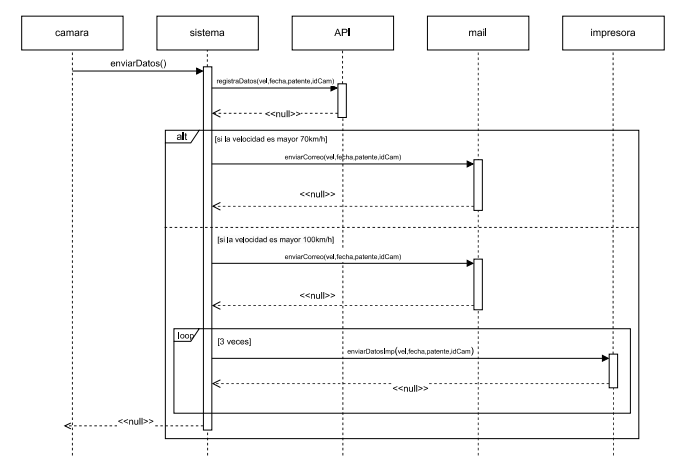 camara
sistema
API
mail
impresora
enviarDatos()
registraDatos(vel,fecha,patente,idCam)
<<null>>
alt
[si la velocidad es mayor 70km/h]
enviarCorreo(vel,fecha,patente,idCam)
<<null>>
[si la velocidad es mayor 100km/h]
enviarCorreo(vel,fecha,patente,idCam)
<<null>>
loop
[3 veces]
enviarDatosImp(vel,fecha,patente,idCam)
<<null>>
<<null>>